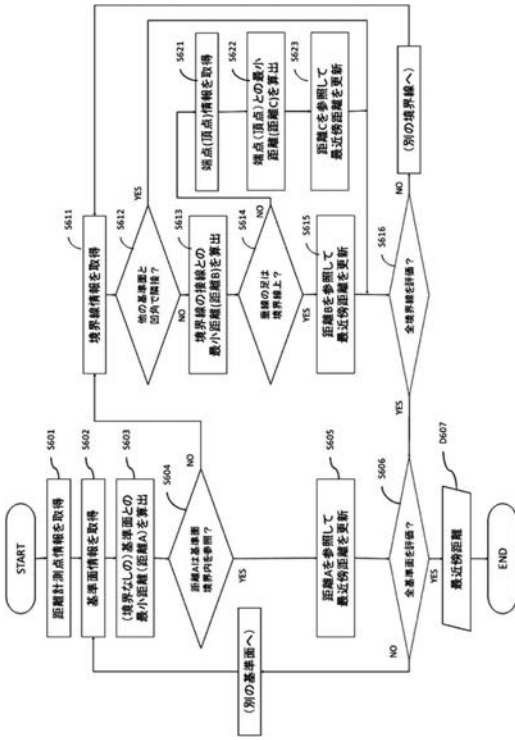 START
S601
距離計測点情報を取得
S602
基準面情報を取得
S603
(境界なしの)基準面との
最小距離(距離A)を算出
S604
距離Aは基準面
境界内を参照?
NO
YES
S605
距離Aを参照して
最近傍距離を更新
S606
全基準面を評価?
NO
YES
(別の基準面へ)
D607
最近傍距離
END
S611
境界線情報を取得
S612
他の基準面と
凹角で隣接?
YES
NO
S613
境界線の接線との
最小距離(距離B)を算出
S614
垂線の足は
境界線上?
NO
YES
S615
距離Bを参照して
最近傍距離を更新
S616
全境界線を評価?
YES
NO
(別の境界線へ)
S621
端点(頂点)情報を取得
S622
端点(頂点)との最小
距離(距離C)を算出
S623
距離Cを参照して
最近傍距離を更新